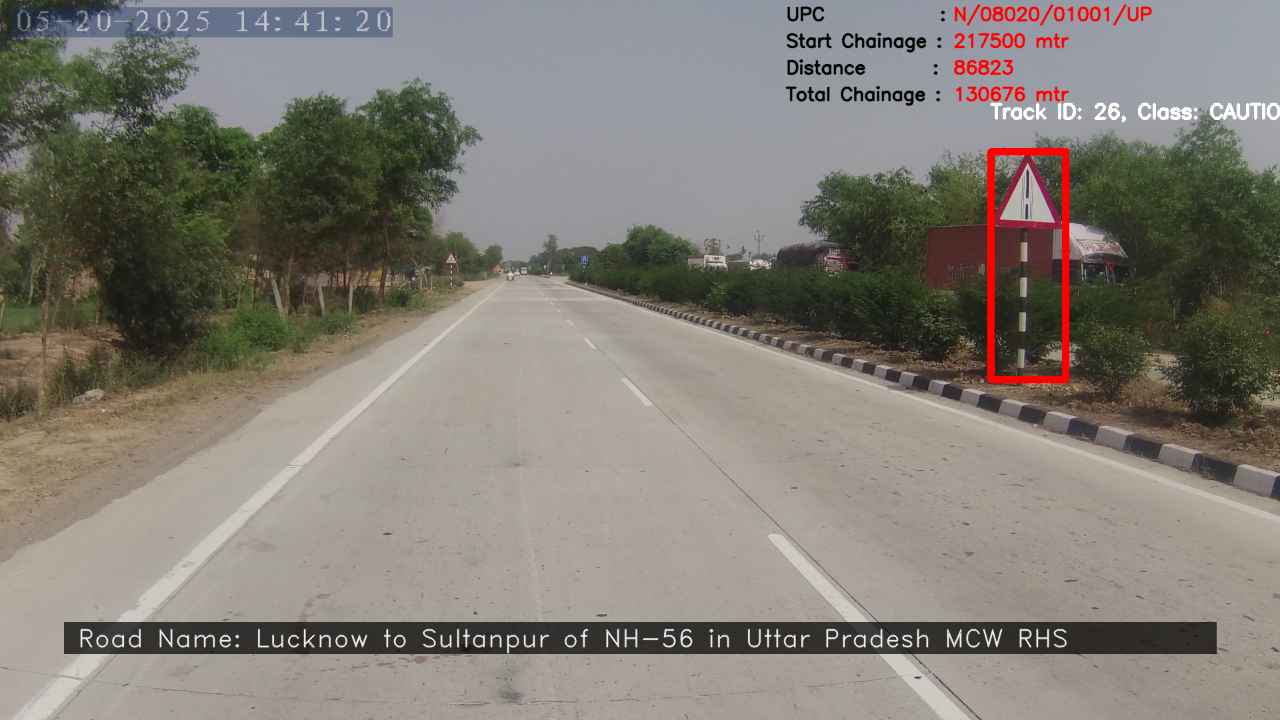 05-20-2025 14:41:20
UPC : N/08020/01001/UP
Start Chainage : 217500 mtr
Distance : 86823
Total Chainage : 130676 mtr
Track ID: 26, Class: CAUTIO
Road Name: Lucknow to Sultanpur of NH-56 in Uttar Pradesh MCW RHS